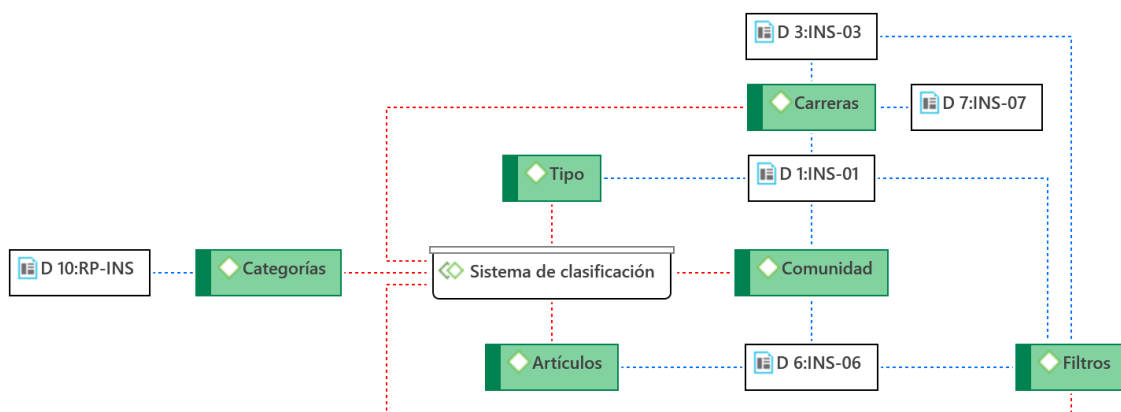 D 3:INS-03
Carreras
D 7:INS-07
Tipo
D 1:INS-01
D 10:RP-INS
Categorías
Sistema de clasificación
Comunidad
Artículos
D 6:INS-06
Filtros